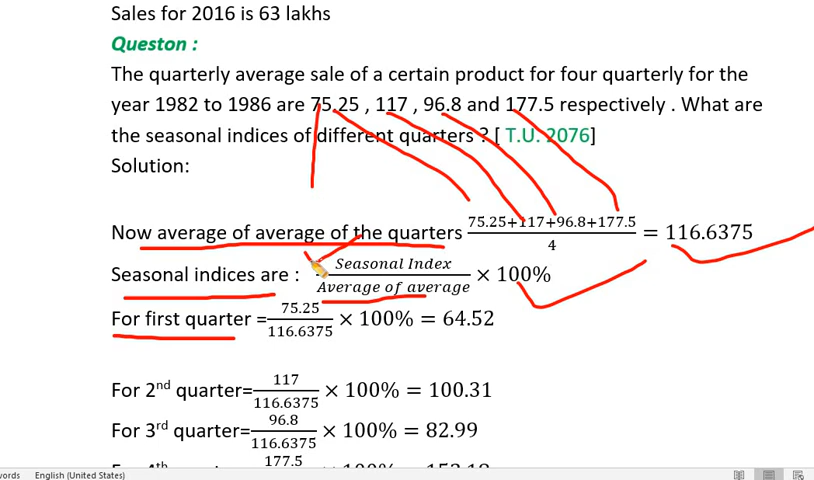 Sales for 2016 is 63 lakhs
Queston :
The quarterly average sale of a certain product for four quarterly for the
year 1982 to 1986 are 75.25 , 117 , 96.8 and 177.5 respectively . What are
the seasonal indices of different quarters ? [ T.U. 2076]
Solution:
Now average of average of the quarters (75.25+117+96.8+177.5)/4 = 116.6375
Seasonal indices are : Seasonal Index/Average of average × 100%
For first quarter = 75.25/116.6375 × 100% = 64.52
For 2nd quarter= 117/116.6375 × 100% = 100.31
For 3rd quarter= 96.8/116.6375 × 100% = 82.99
177.5
English (United States)